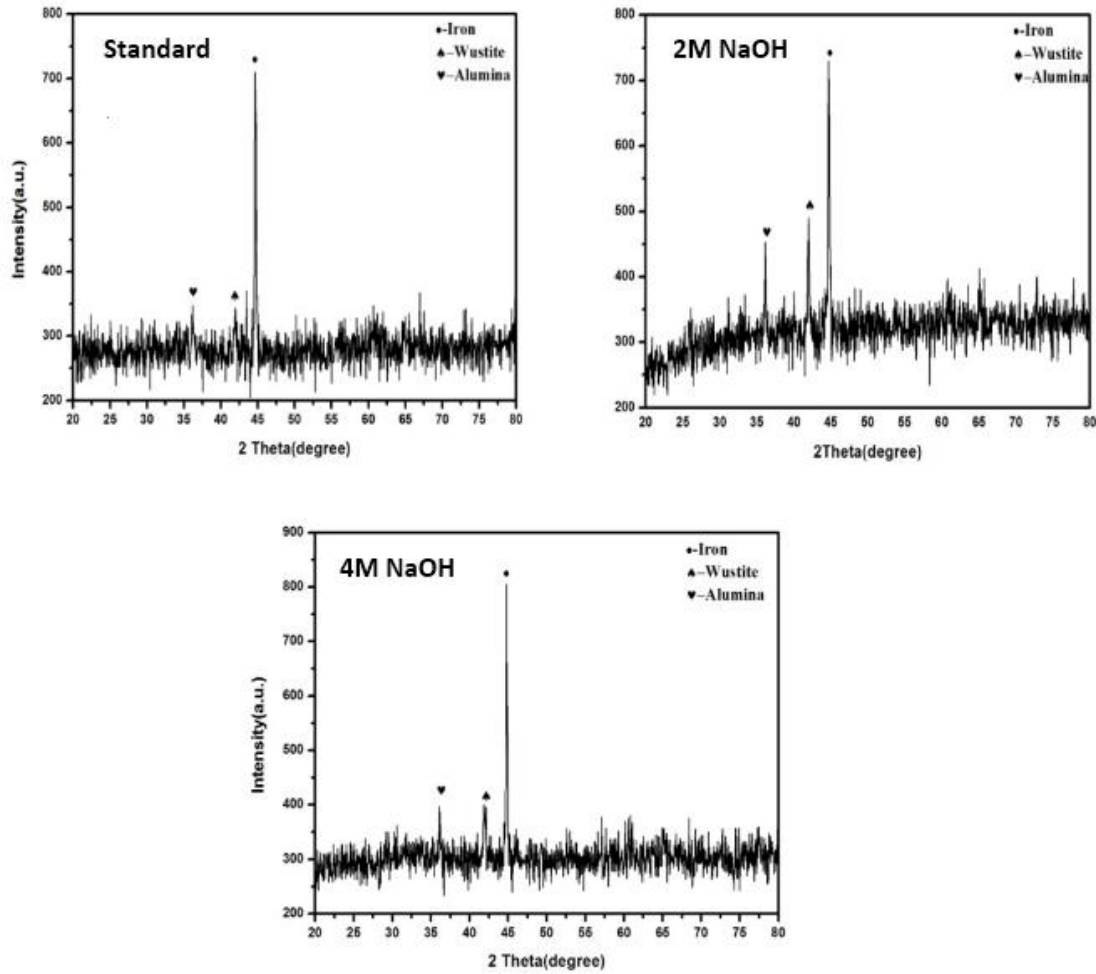 Standard
●-Iron
▲-Wustite
♥-Alumina
800
700
600
500
400
300
200
Intensity(a.u.)
20 25 30 35 40 45 50 55 60 65 70 75 80
2 Theta(degree)
2M NaOH
●-Iron
▲-Wustite
♥-Alumina
800
700
600
500
400
300
200
20 25 30 35 40 45 50 55 60 65 70 75 80
2Theta(degree)
4M NaOH
●-Iron
▲-Wustite
♥-Alumina
900
800
700
600
500
400
300
200
Intensity(a.u.)
20 25 30 35 40 45 50 55 60 65 70 75 80
2 Theta(degree)